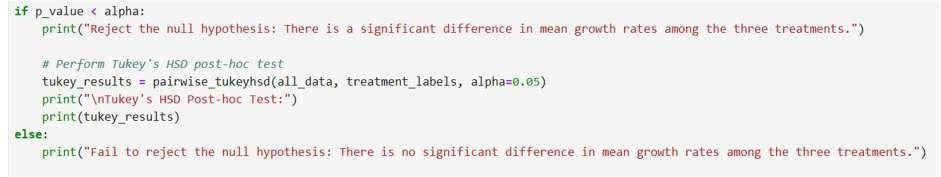 if p_value < alpha:
    print("Reject the null hypothesis: There is a significant difference in mean growth rates among the three treatments.")

    # Perform Tukey's HSD post-hoc test
    tukey_results = pairwise_tukeyhsd(all_data, treatment_labels, alpha=0.05)
    print("\nTukey's HSD Post-hoc Test:")
    print(tukey_results)
else:
    print("Fail to reject the null hypothesis: There is no significant difference in mean growth rates among the three treatments.")